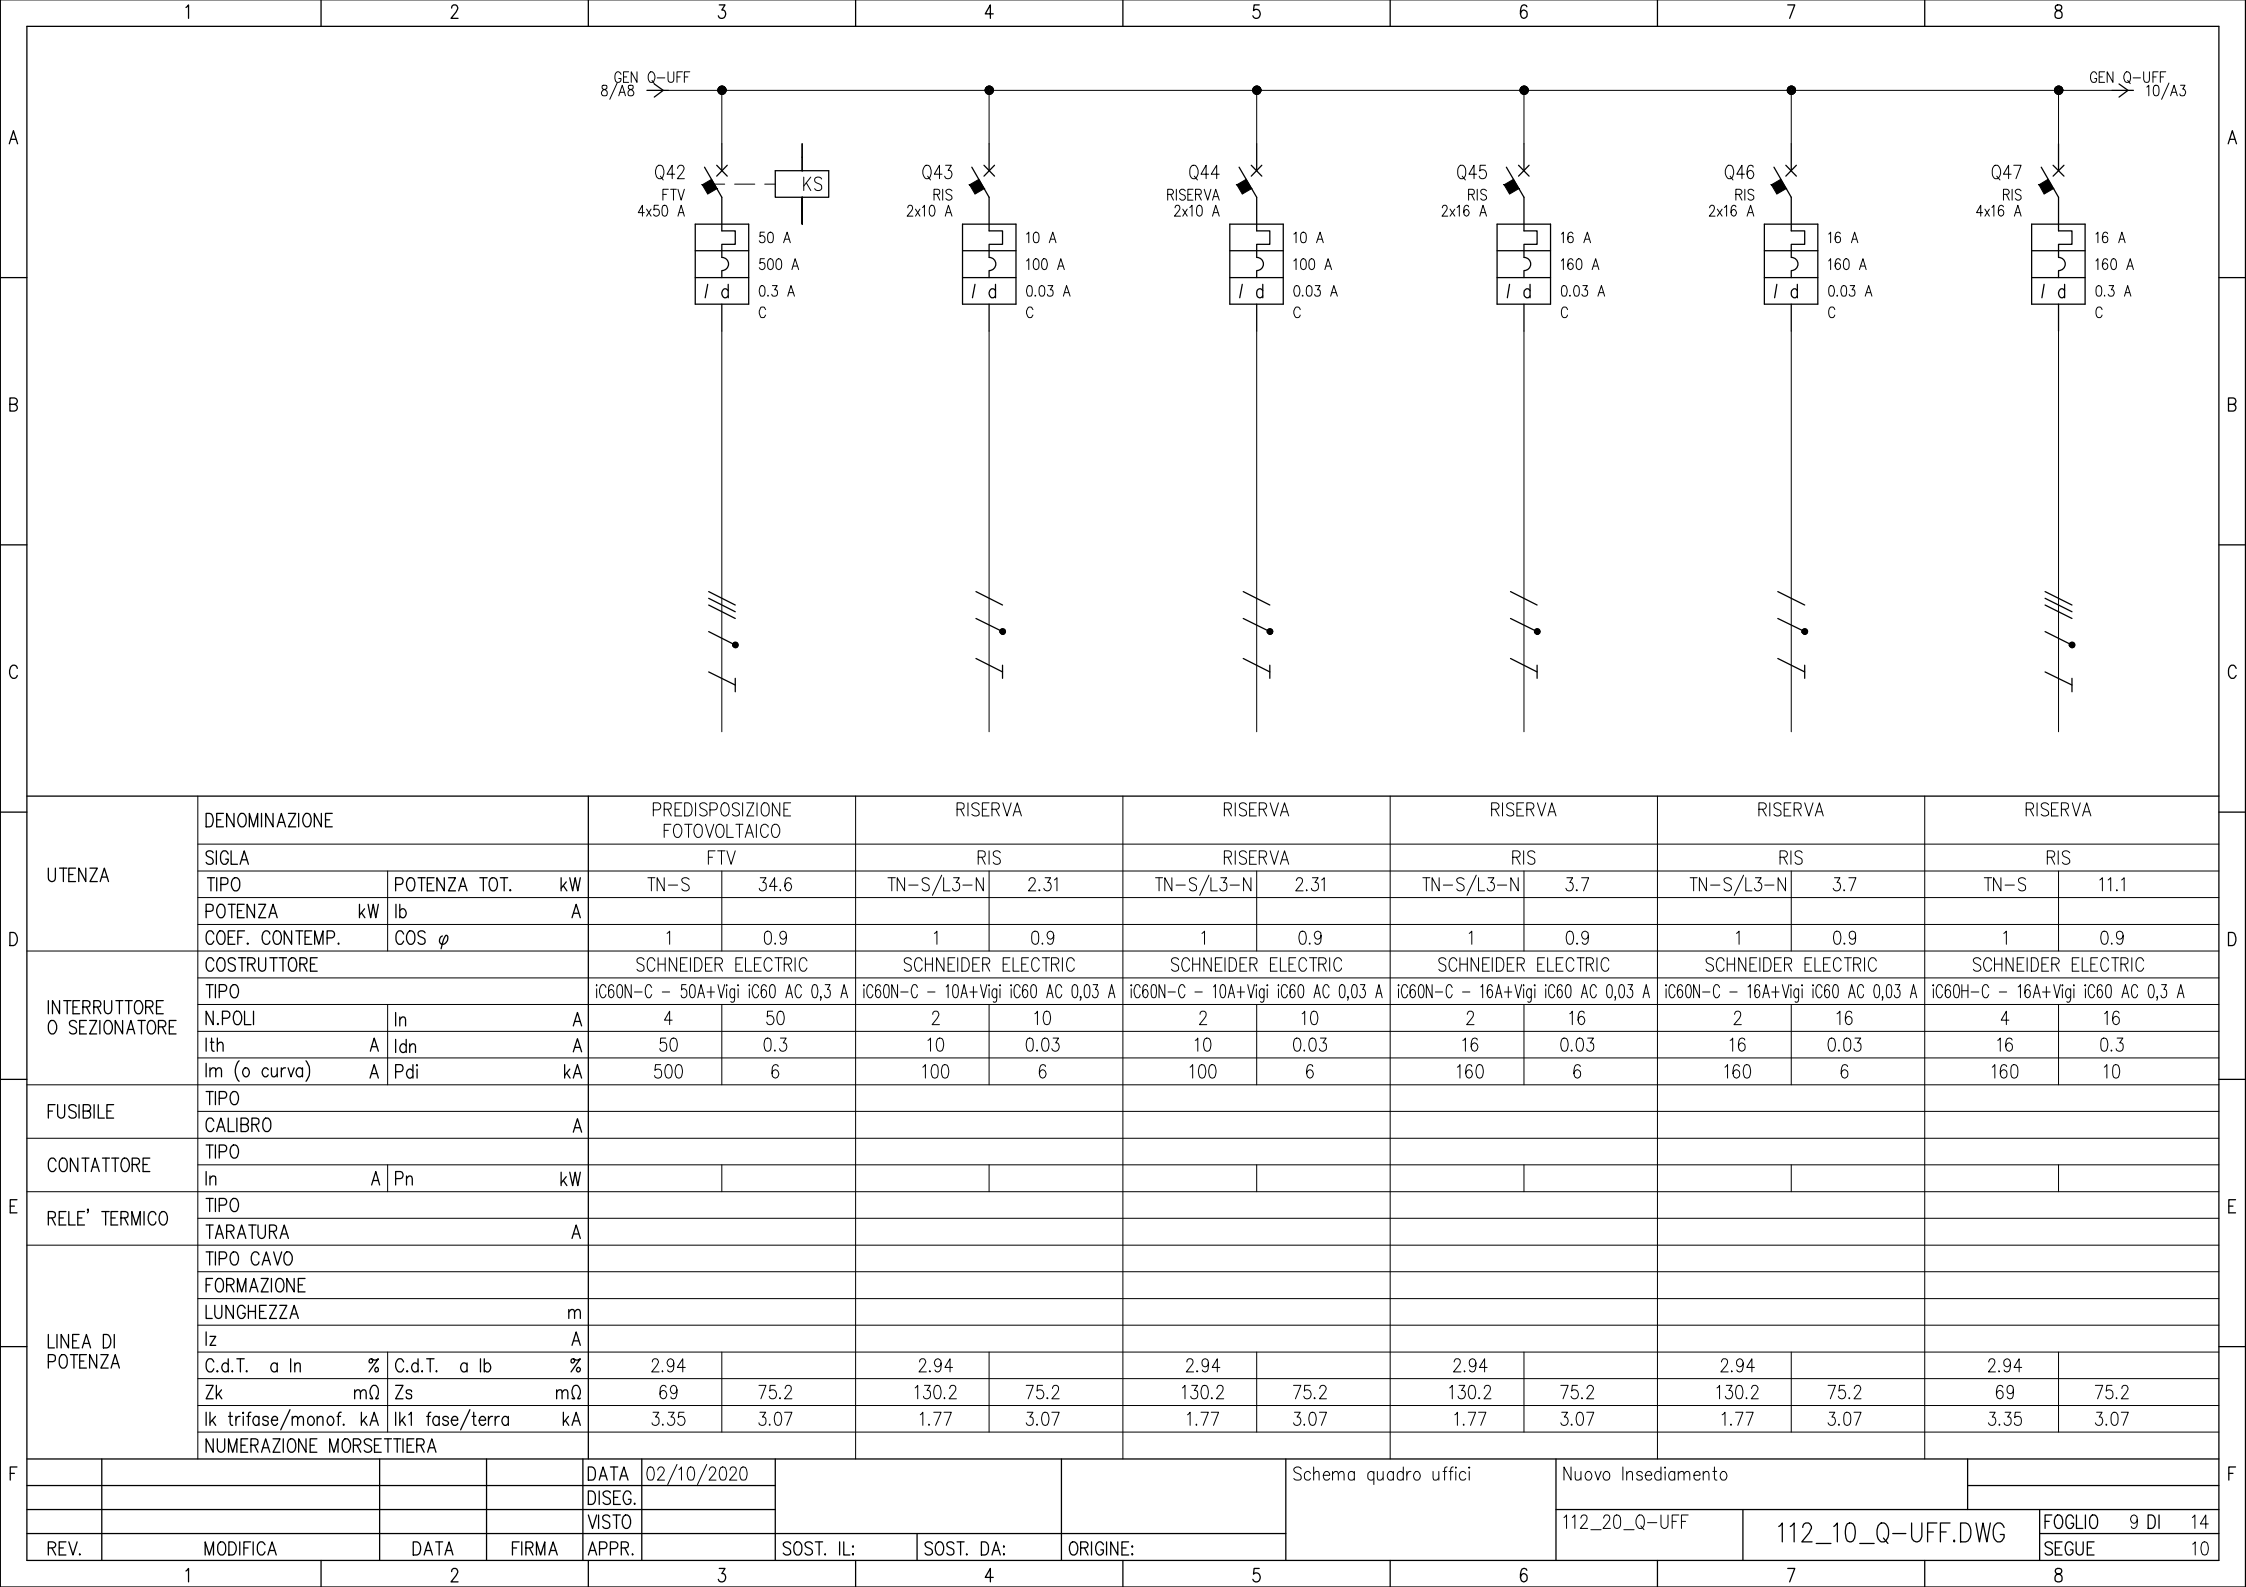 1 2 3 4 5 6 7 8
GEN Q-UFF
8/A8
GEN Q-UFF
10/A3
A A
Q42
FTV
4x50 A
KS
50 A
500 A
I d 0.3 A
C
Q43
RIS
2x10 A
10 A
100 A
I d 0.03 A
C
Q44
RISERVA
2x10 A
10 A
100 A
I d 0.03 A
C
Q45
RIS
2x16 A
16 A
160 A
I d 0.03 A
C
Q46
RIS
2x16 A
16 A
160 A
I d 0.03 A
C
Q47
RIS
4x16 A
16 A
160 A
I d 0.3 A
C
B B
C C
D D
E E
F F
UTENZA
DENOMINAZIONE PREDISPOSIZIONE FOTOVOLTAICO RISERVA RISERVA RISERVA RISERVA RISERVA
SIGLA FTV RIS RISERVA RIS RIS RIS
TIPO POTENZA TOT. kW TN-S 34.6 TN-S/L3-N 2.31 TN-S/L3-N 2.31 TN-S/L3-N 3.7 TN-S/L3-N 3.7 TN-S 11.1
POTENZA kW Ib A
COEF. CONTEMP. COS φ 1 0.9 1 0.9 1 0.9 1 0.9 1 0.9 1 0.9
INTERRUTTORE
O SEZIONATORE
COSTRUTTORE SCHNEIDER ELECTRIC SCHNEIDER ELECTRIC SCHNEIDER ELECTRIC SCHNEIDER ELECTRIC SCHNEIDER ELECTRIC SCHNEIDER ELECTRIC
TIPO iC60N-C - 50A+Vigi iC60 AC 0,3 A iC60N-C - 10A+Vigi iC60 AC 0,03 A iC60N-C - 10A+Vigi iC60 AC 0,03 A iC60N-C - 16A+Vigi iC60 AC 0,03 A iC60N-C - 16A+Vigi iC60 AC 0,03 A iC60H-C - 16A+Vigi iC60 AC 0,3 A
N.POLI In A 4 50 2 10 2 10 2 16 2 16 4 16
Ith A Idn A 50 0.3 10 0.03 10 0.03 16 0.03 16 0.03 16 0.3
Im (o curva) A Pdi kA 500 6 100 6 100 6 160 6 160 6 160 10
FUSIBILE
TIPO
CALIBRO A
CONTATTORE
TIPO
In A Pn kW
RELE' TERMICO
TIPO
TARATURA A
LINEA DI
POTENZA
TIPO CAVO
FORMAZIONE
LUNGHEZZA m
Iz A
C.d.T. a In % C.d.T. a Ib % 2.94 2.94 2.94 2.94 2.94 2.94
Zk mΩ Zs mΩ 69 75.2 130.2 75.2 130.2 75.2 130.2 75.2 130.2 75.2 69 75.2
Ik trifase/monof. kA Ik1 fase/terra kA 3.35 3.07 1.77 3.07 1.77 3.07 1.77 3.07 1.77 3.07 3.35 3.07
NUMERAZIONE MORSETTIERA
DATA 02/10/2020
DISEG.
VISTO
REV. MODIFICA DATA FIRMA APPR. SOST. IL: SOST. DA: ORIGINE:
Schema quadro uffici
Nuovo Insediamento
112_20_Q-UFF
112_10_Q-UFF.DWG
FOGLIO 9 DI 14
SEGUE 10
1 2 3 4 5 6 7 8